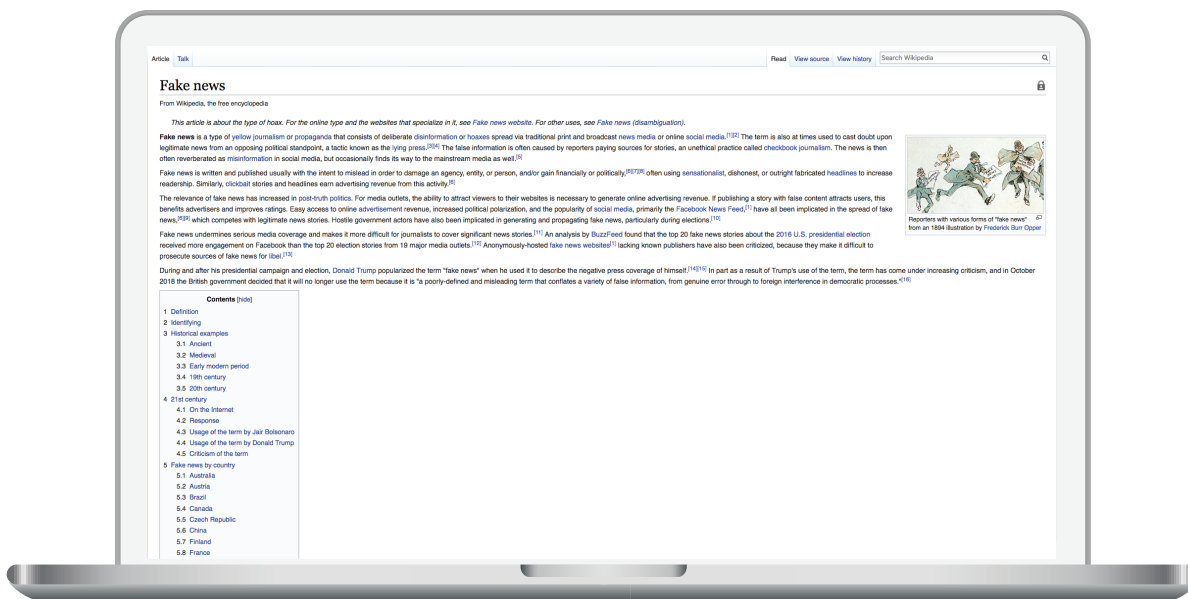 Article Talk Read View source View history Search Wikipedia
Fake news
From Wikipedia, the free encyclopedia
This article is about the type of hoax. For the online type and the websites that specialize in it, see Fake news website. For other uses, see Fake news (disambiguation).
Fake news is a type of yellow journalism or propaganda that consists of deliberate disinformation or hoaxes spread via traditional print and broadcast news media or online social media.[1][2] The term is also at times used to cast doubt upon
legitimate news from an opposing political standpoint, a tactic known as the lying press.[3][4] The false information is often caused by reporters paying sources for stories, an unethical practice called checkbook journalism. The news is then
often reverberated as misinformation in social media, but occasionally finds its way to the mainstream media as well.[5]
Fake news is written and published usually with the intent to mislead in order to damage an agency, entity, or person, and/or gain financially or politically,[6][7][8] often using sensationalist, dishonest, or outright fabricated headlines to increase
readership. Similarly, clickbait stories and headlines earn advertising revenue from this activity.[6]
The relevance of fake news has increased in post-truth politics. For media outlets, the ability to attract viewers to their websites is necessary to generate online advertising revenue. If publishing a story with false content attracts users, this
benefits advertisers and improves ratings. Easy access to online advertisement revenue, increased political polarization, and the popularity of social media, primarily the Facebook News Feed,[1] have all been implicated in the spread of fake
news,[6][9] which competes with legitimate news stories. Hostile government actors have also been implicated in generating and propagating fake news, particularly during elections.[10]
Fake news undermines serious media coverage and makes it more difficult for journalists to cover significant news stories.[11] An analysis by BuzzFeed found that the top 20 fake news stories about the 2016 U.S. presidential election
received more engagement on Facebook than the top 20 election stories from 19 major media outlets.[12] Anonymously-hosted fake news websites[1] lacking known publishers have also been criticized, because they make it difficult to
prosecute sources of fake news for libel.[13]
During and after his presidential campaign and election, Donald Trump popularized the term "fake news" when he used it to describe the negative press coverage of himself.[14][15] In part as a result of Trump's use of the term, the term has come under increasing criticism, and in October
2018 the British government decided that it will no longer use the term because it is "a poorly-defined and misleading term that conflates a variety of false information, from genuine error through to foreign interference in democratic processes."[16]
Reporters with various forms of "fake news"
from an 1894 illustration by Frederick Burr Opper
Contents [hide]
1 Definition
2 Identifying
3 Historical examples
3.1 Ancient
3.2 Medieval
3.3 Early modern period
3.4 19th century
3.5 20th century
4 21st century
4.1 On the Internet
4.2 Response
4.3 Usage of the term by Jair Bolsonaro
4.4 Usage of the term by Donald Trump
4.5 Criticism of the term
5 Fake news by country
5.1 Australia
5.2 Austria
5.3 Brazil
5.4 Canada
5.5 Czech Republic
5.6 China
5.7 Finland
5.8 France